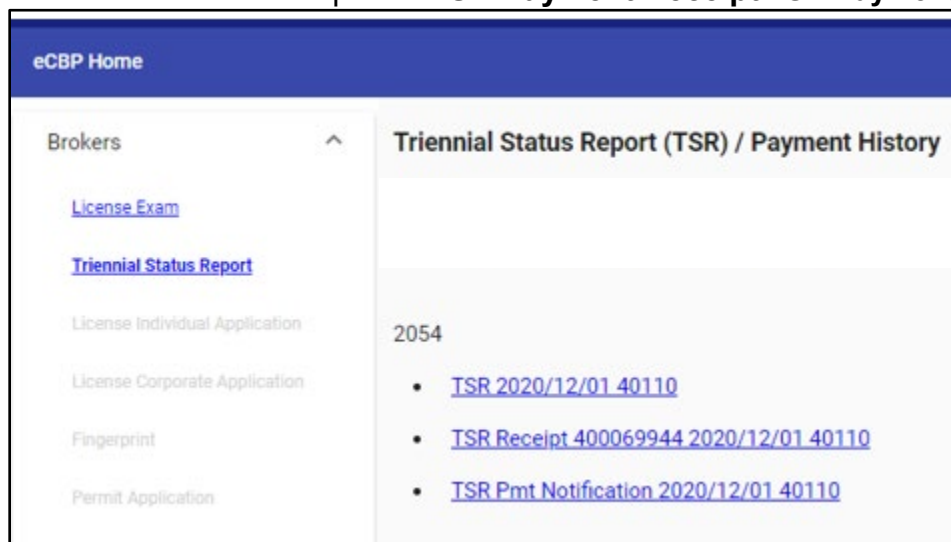 eCBP Home
Brokers
License Exam
Triennial Status Report
License Individual Application
License Corporate Application
Fingerprint
Permit Application
Triennial Status Report (TSR) / Payment History
2054
• TSR 2020/12/01 40110
• TSR Receipt 400069944 2020/12/01 40110
• TSR Pmt Notification 2020/12/01 40110